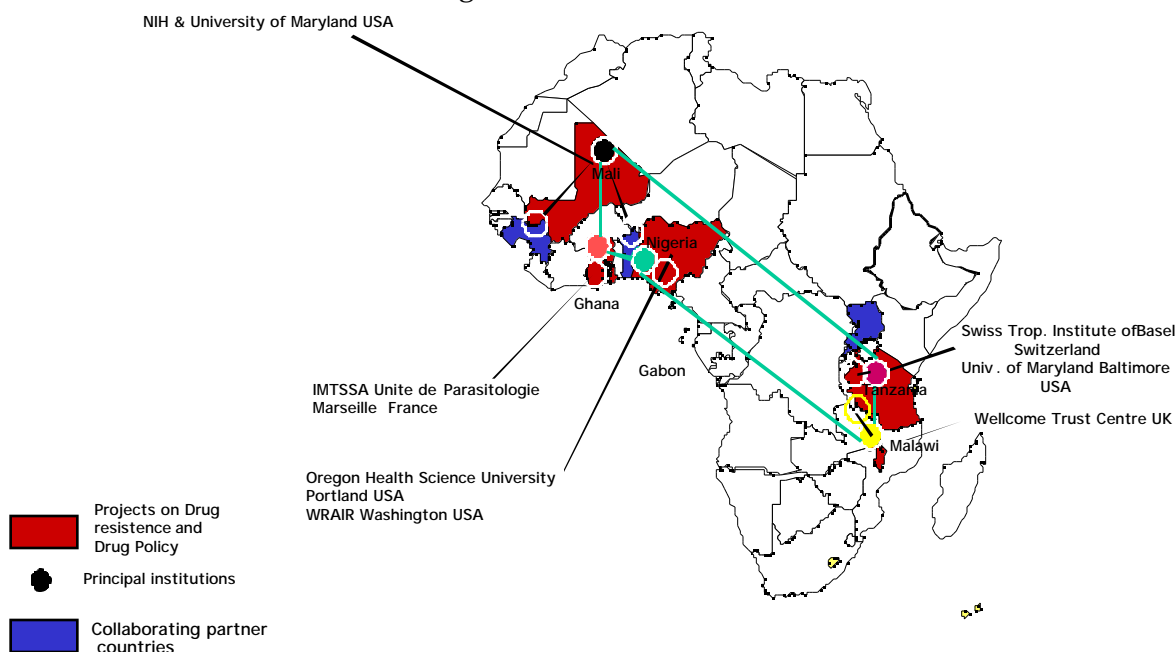 NIH & University of Maryland USA
Mali
Nigeria
Ghana
Gabon
Swiss Trop. Institute ofBasel
Switzerland
Univ. of Maryland Baltimore
USA
Tanzania
IMTSSA Unite de Parasitologie
Marseille France
Wellcome Trust Centre UK
Malawi
Oregon Health Science University
Portland USA
WRAIR Washington USA
Projects on Drug
resistence and
Drug Policy
Principal institutions
Collaborating partner
countries